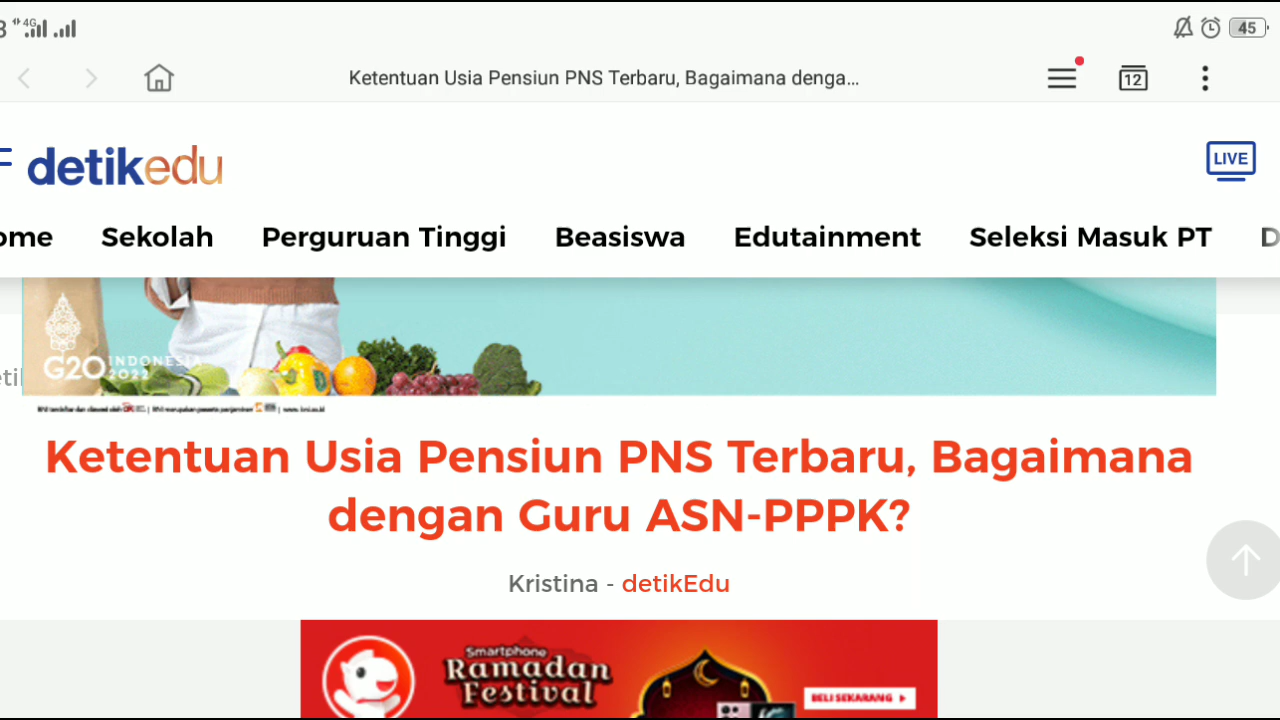 4G
45
Ketentuan Usia Pensiun PNS Terbaru, Bagaimana denga...
12
detikedu
LIVE
ome Sekolah Perguruan Tinggi Beasiswa Edutainment Seleksi Masuk PT D
G20 INDONESIA
2022
Ketentuan Usia Pensiun PNS Terbaru, Bagaimana
dengan Guru ASN-PPPK?
Kristina - detikEdu
Smartphone
Ramadan
Festival
BELI SEKARANG